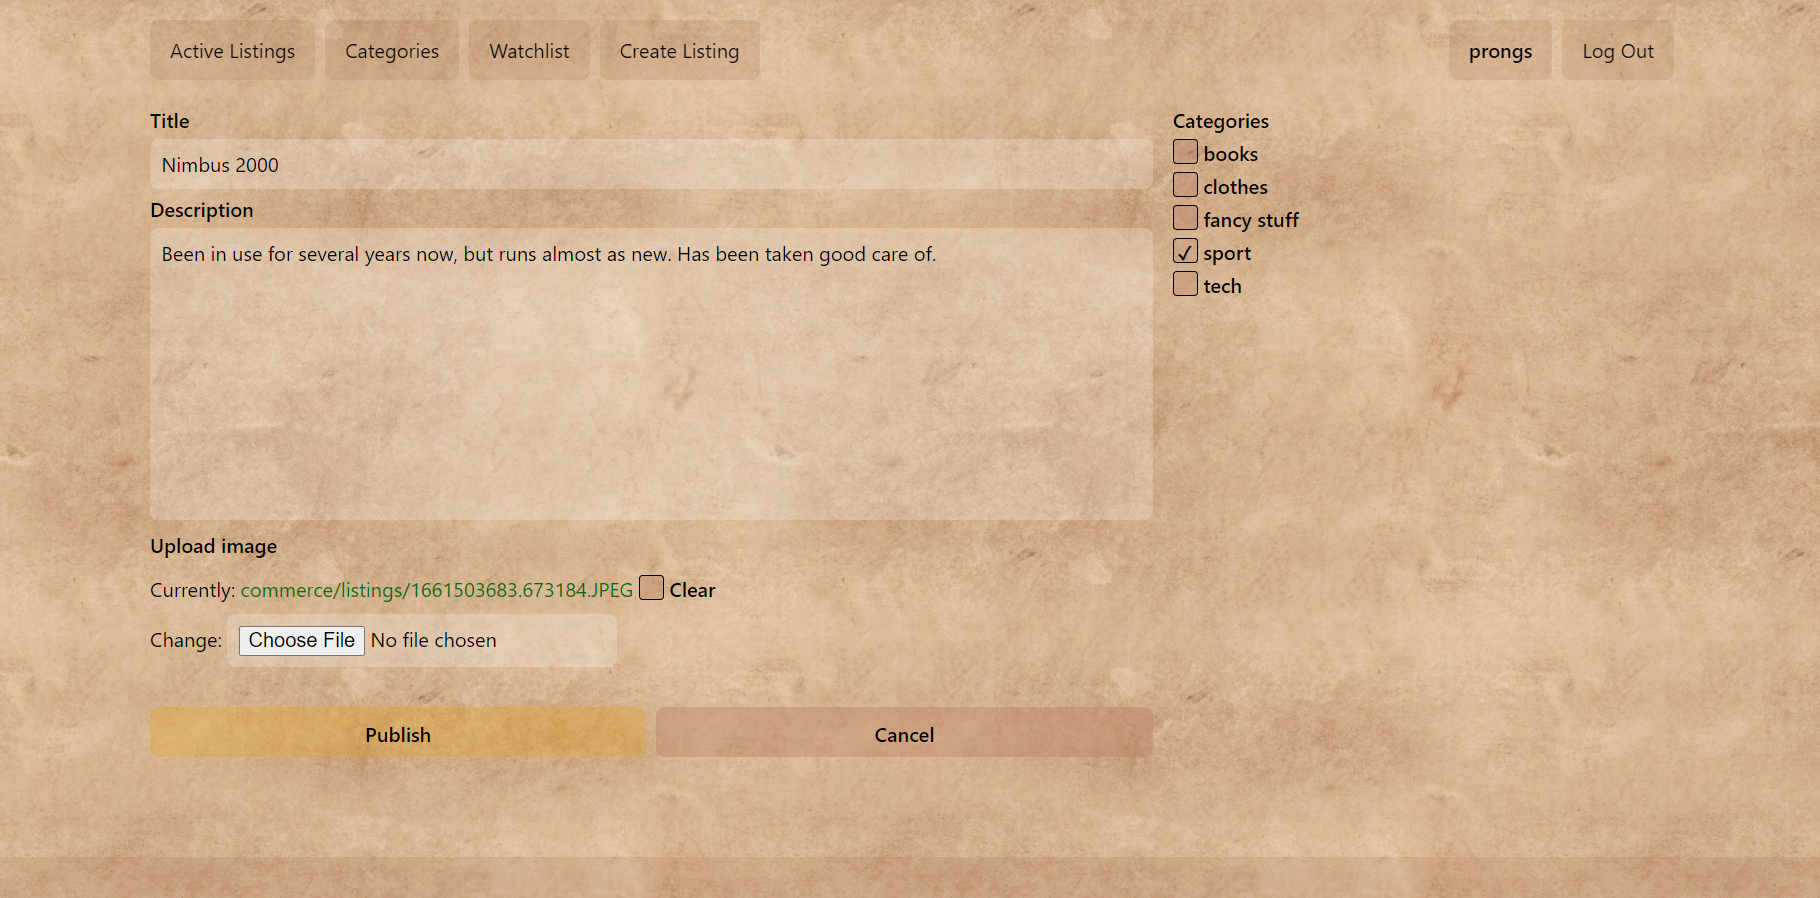 Active Listings Categories Watchlist Create Listing prongs Log Out
Title
Nimbus 2000
Description
Been in use for several years now, but runs almost as new. Has been taken good care of.
Upload image
Currently: commerce/listings/1661503683.673184.JPEG Clear
Change: Choose File No file chosen
Publish Cancel
Categories
books
clothes
fancy stuff
sport
tech